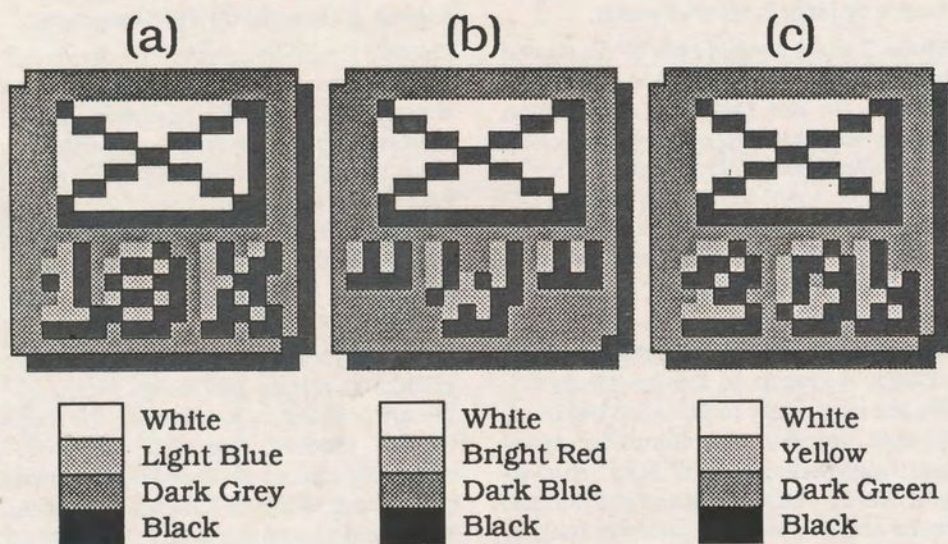 (a) (b) (c)
White White White
Light Blue Bright Red Yellow
Dark Grey Dark Blue Dark Green
Black Black Black